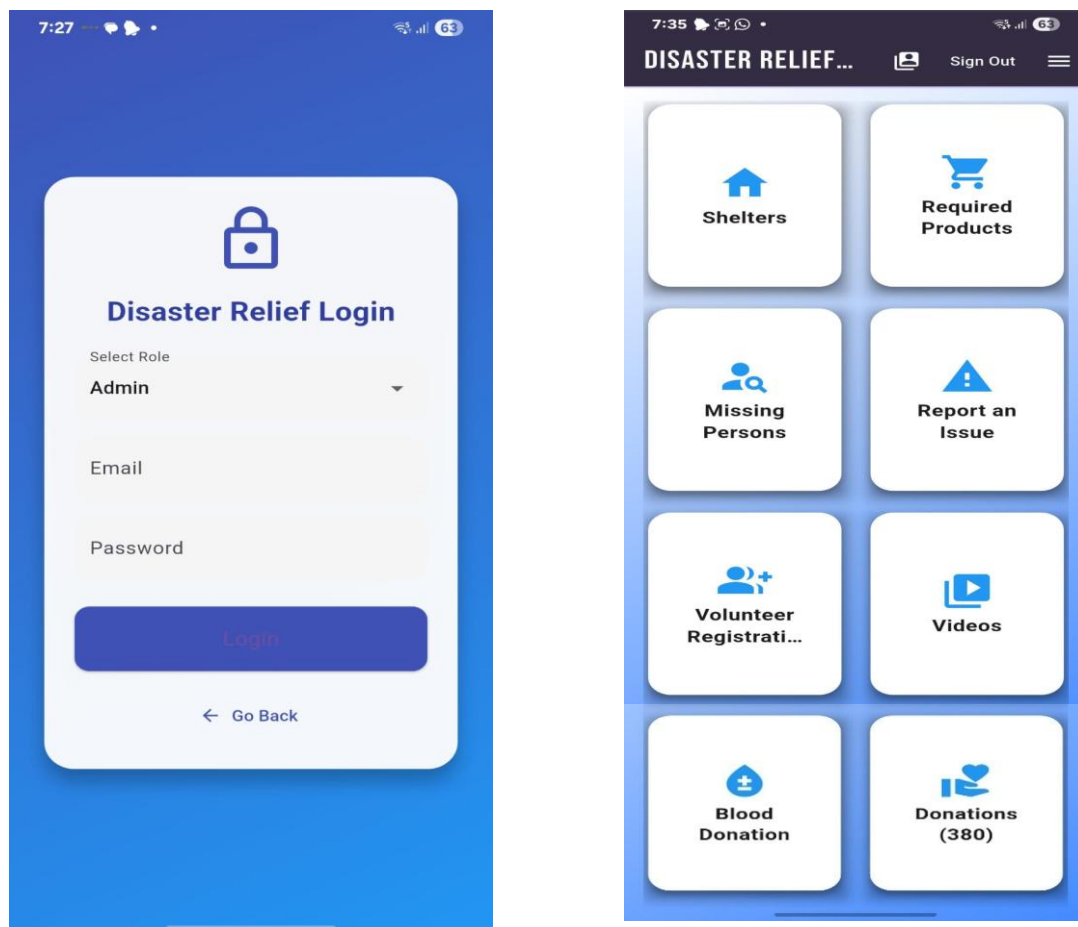 7:27
63
Disaster Relief Login
Select Role
Admin
Email
Password
Login
← Go Back
7:35
63
DISASTER RELIEF...
Sign Out
Shelters
Required
Products
Missing
Persons
Report an
Issue
Volunteer
Registrati...
Videos
Blood
Donation
Donations
(380)